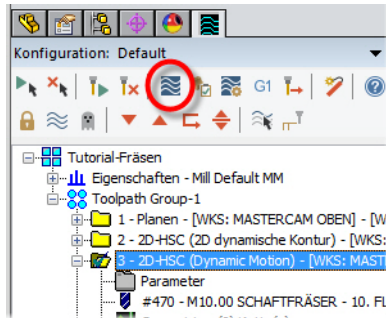 Konfiguration: Default
G1
Tutorial-Fräsen
Eigenschaften - Mill Default MM
Toolpath Group-1
1 - Planen - [WKS: MASTERCAM OBEN] - [W
2 - 2D-HSC (2D dynamische Kontur) - [WKS:
3 - 2D-HSC (Dynamic Motion) - [WKS: MAST
Parameter
#470 - M10.00 SCHAFTFRÄSER - 10. FL